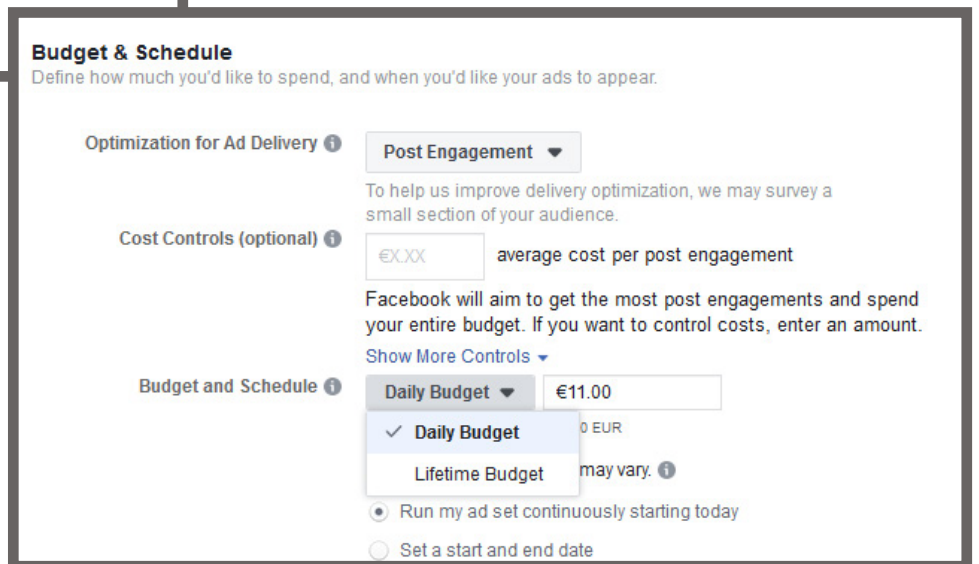 Budget & Schedule
Define how much you'd like to spend, and when you'd like your ads to appear.
Optimization for Ad Delivery
Post Engagement
To help us improve delivery optimization, we may survey a
small section of your audience.
Cost Controls (optional)
€X.XX average cost per post engagement
Facebook will aim to get the most post engagements and spend
your entire budget. If you want to control costs, enter an amount.
Show More Controls
Budget and Schedule
Daily Budget €11.00
Daily Budget
0 EUR
Lifetime Budget
may vary.
Run my ad set continuously starting today
Set a start and end date